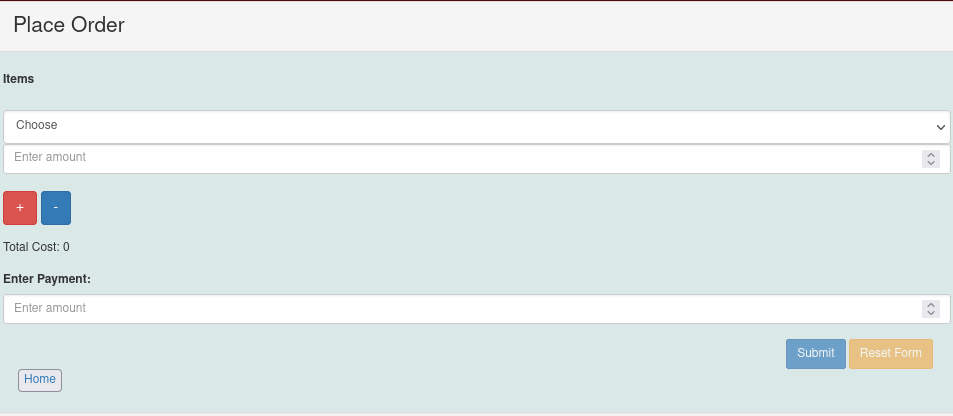 Place Order
Items
Choose
Enter amount
+ -
Total Cost: 0
Enter Payment:
Enter amount
Submit Reset Form
Home